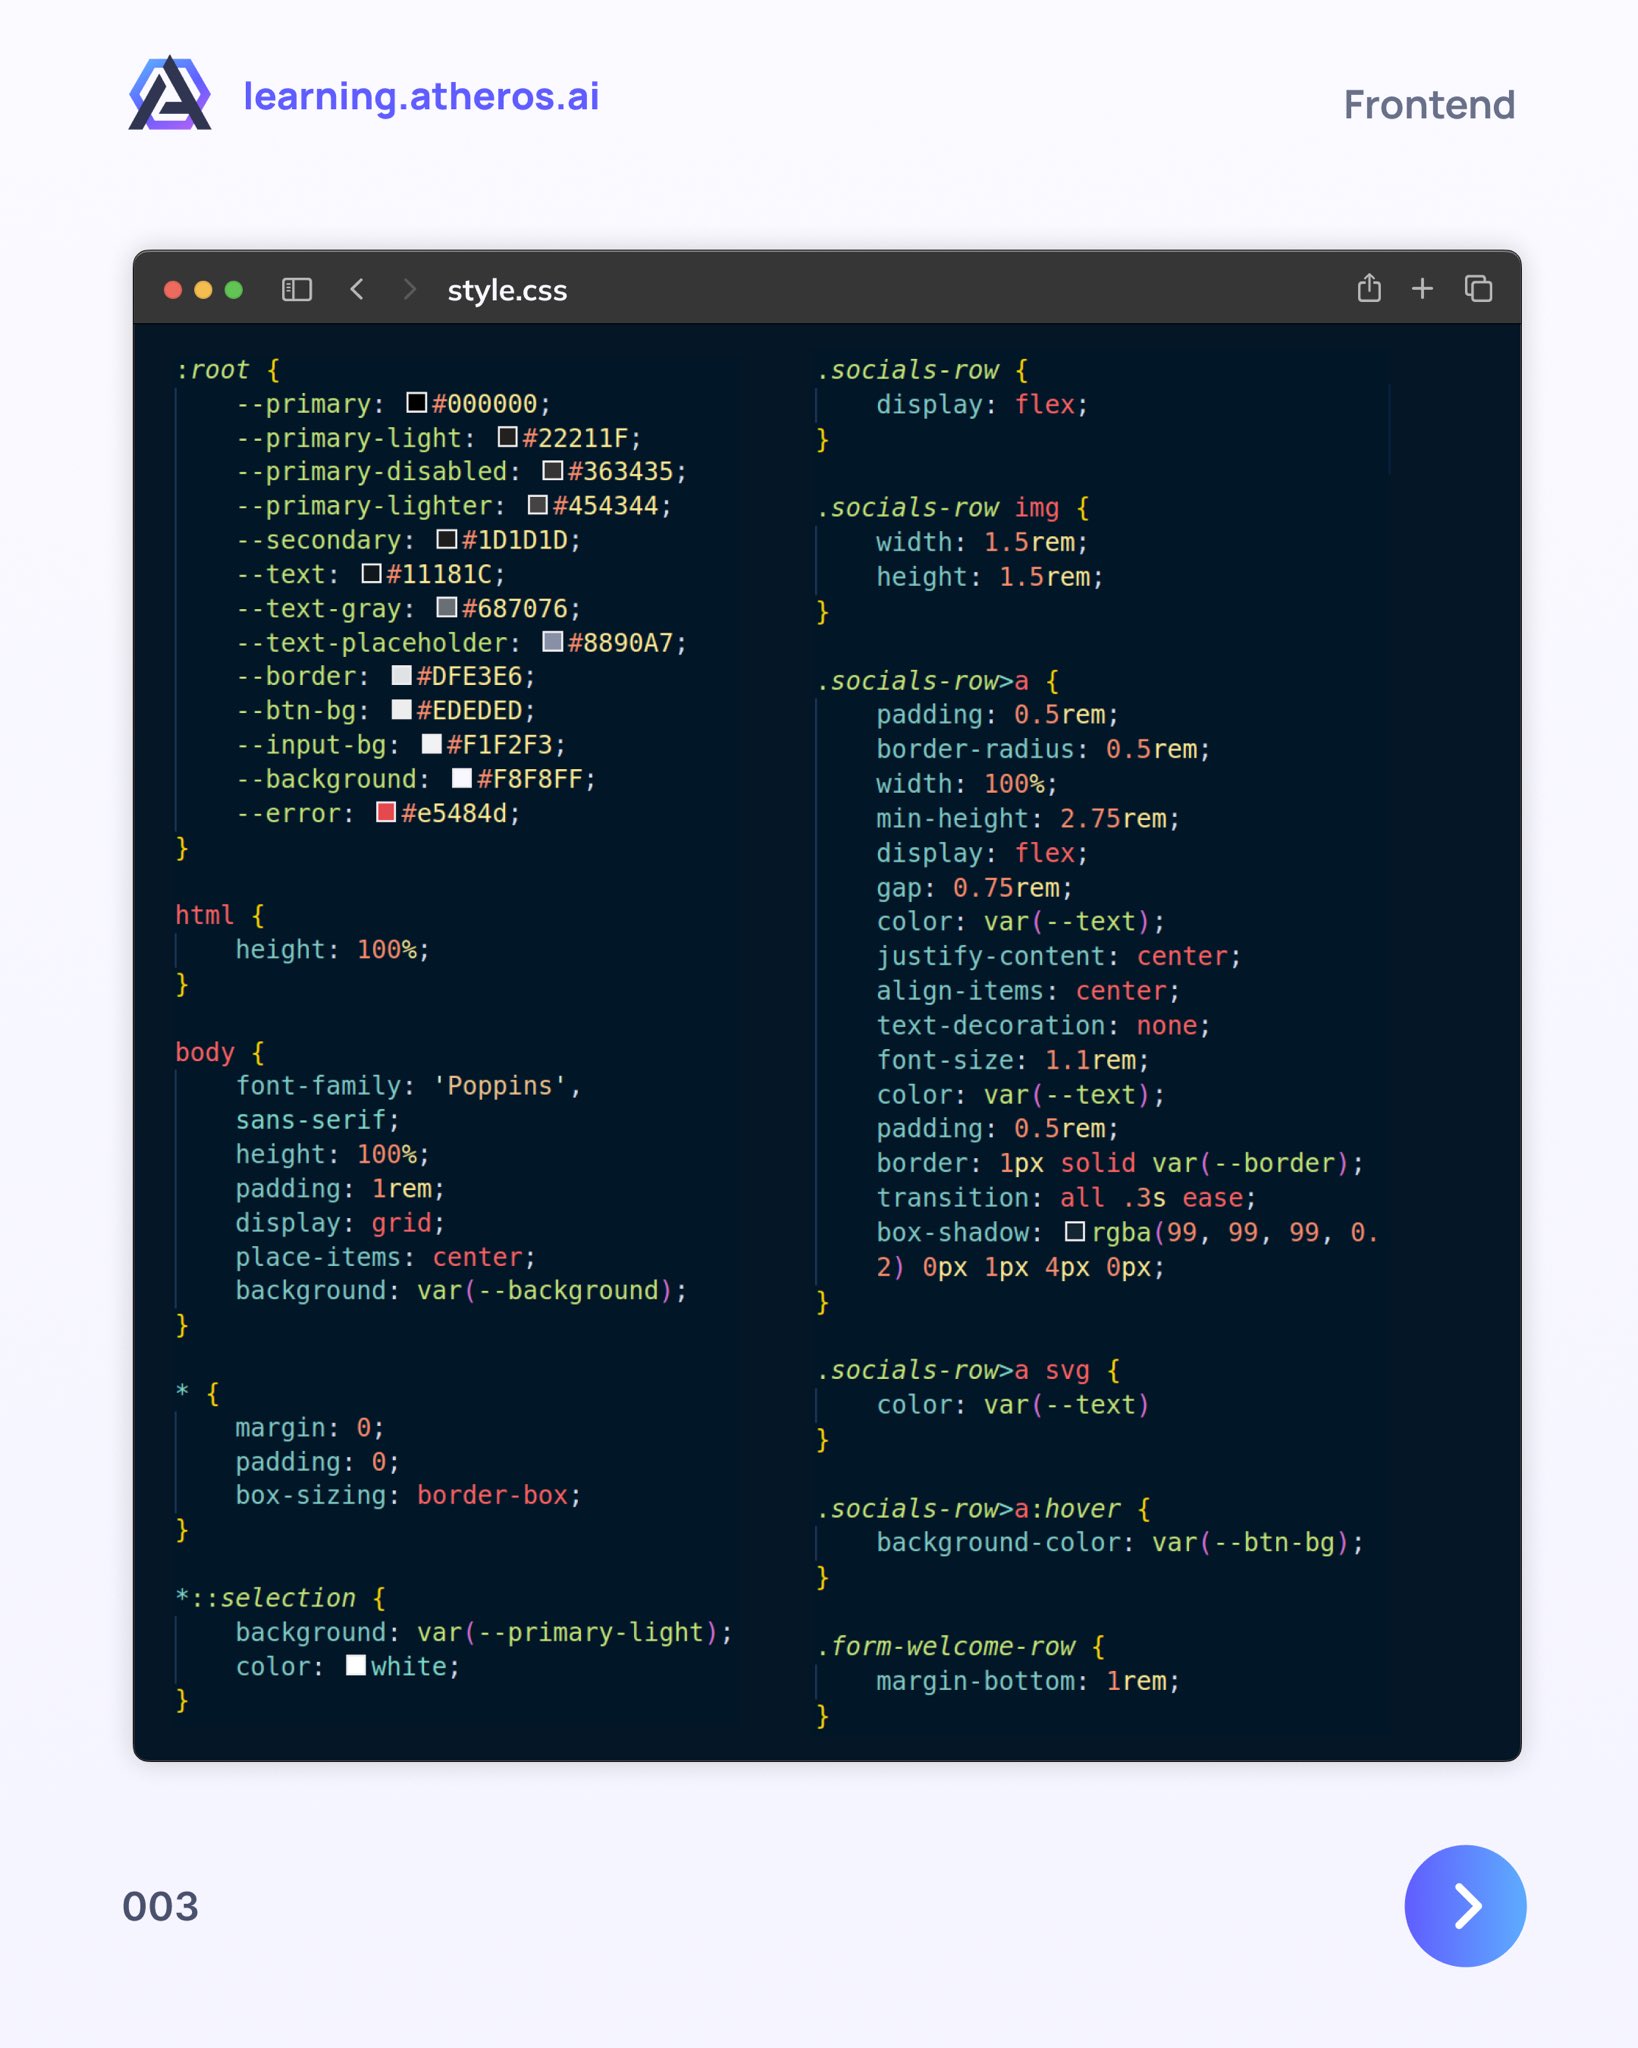 learning.atheros.ai
Frontend
style.css
:root {
    --primary: #000000;
    --primary-light: #22211F;
    --primary-disabled: #363435;
    --primary-lighter: #454344;
    --secondary: #1D1D1D;
    --text: #11181C;
    --text-gray: #687076;
    --text-placeholder: #8890A7;
    --border: #DFE3E6;
    --btn-bg: #EDEDED;
    --input-bg: #F1F2F3;
    --background: #F8F8FF;
    --error: #e5484d;
}
html {
    height: 100%;
}
body {
    font-family: 'Poppins',
    sans-serif;
    height: 100%;
    padding: 1rem;
    display: grid;
    place-items: center;
    background: var(--background);
}
* {
    margin: 0;
    padding: 0;
    box-sizing: border-box;
}
*::selection {
    background: var(--primary-light);
    color: white;
}
.socials-row {
    display: flex;
}
.socials-row img {
    width: 1.5rem;
    height: 1.5rem;
}
.socials-row>a {
    padding: 0.5rem;
    border-radius: 0.5rem;
    width: 100%;
    min-height: 2.75rem;
    display: flex;
    gap: 0.75rem;
    color: var(--text);
    justify-content: center;
    align-items: center;
    text-decoration: none;
    font-size: 1.1rem;
    color: var(--text);
    padding: 0.5rem;
    border: 1px solid var(--border);
    transition: all .3s ease;
    box-shadow: rgba(99, 99, 99, 0.
    2) 0px 1px 4px 0px;
}
.socials-row>a svg {
    color: var(--text)
}
.socials-row>a:hover {
    background-color: var(--btn-bg);
}
.form-welcome-row {
    margin-bottom: 1rem;
}
003